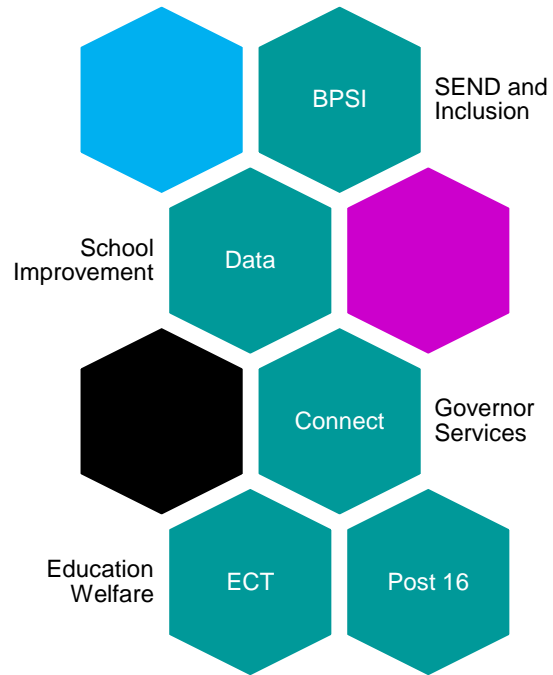 BPSI
SEND and
Inclusion
School
Improvement
Data
Connect
Governor
Services
Education
Welfare
ECT
Post 16